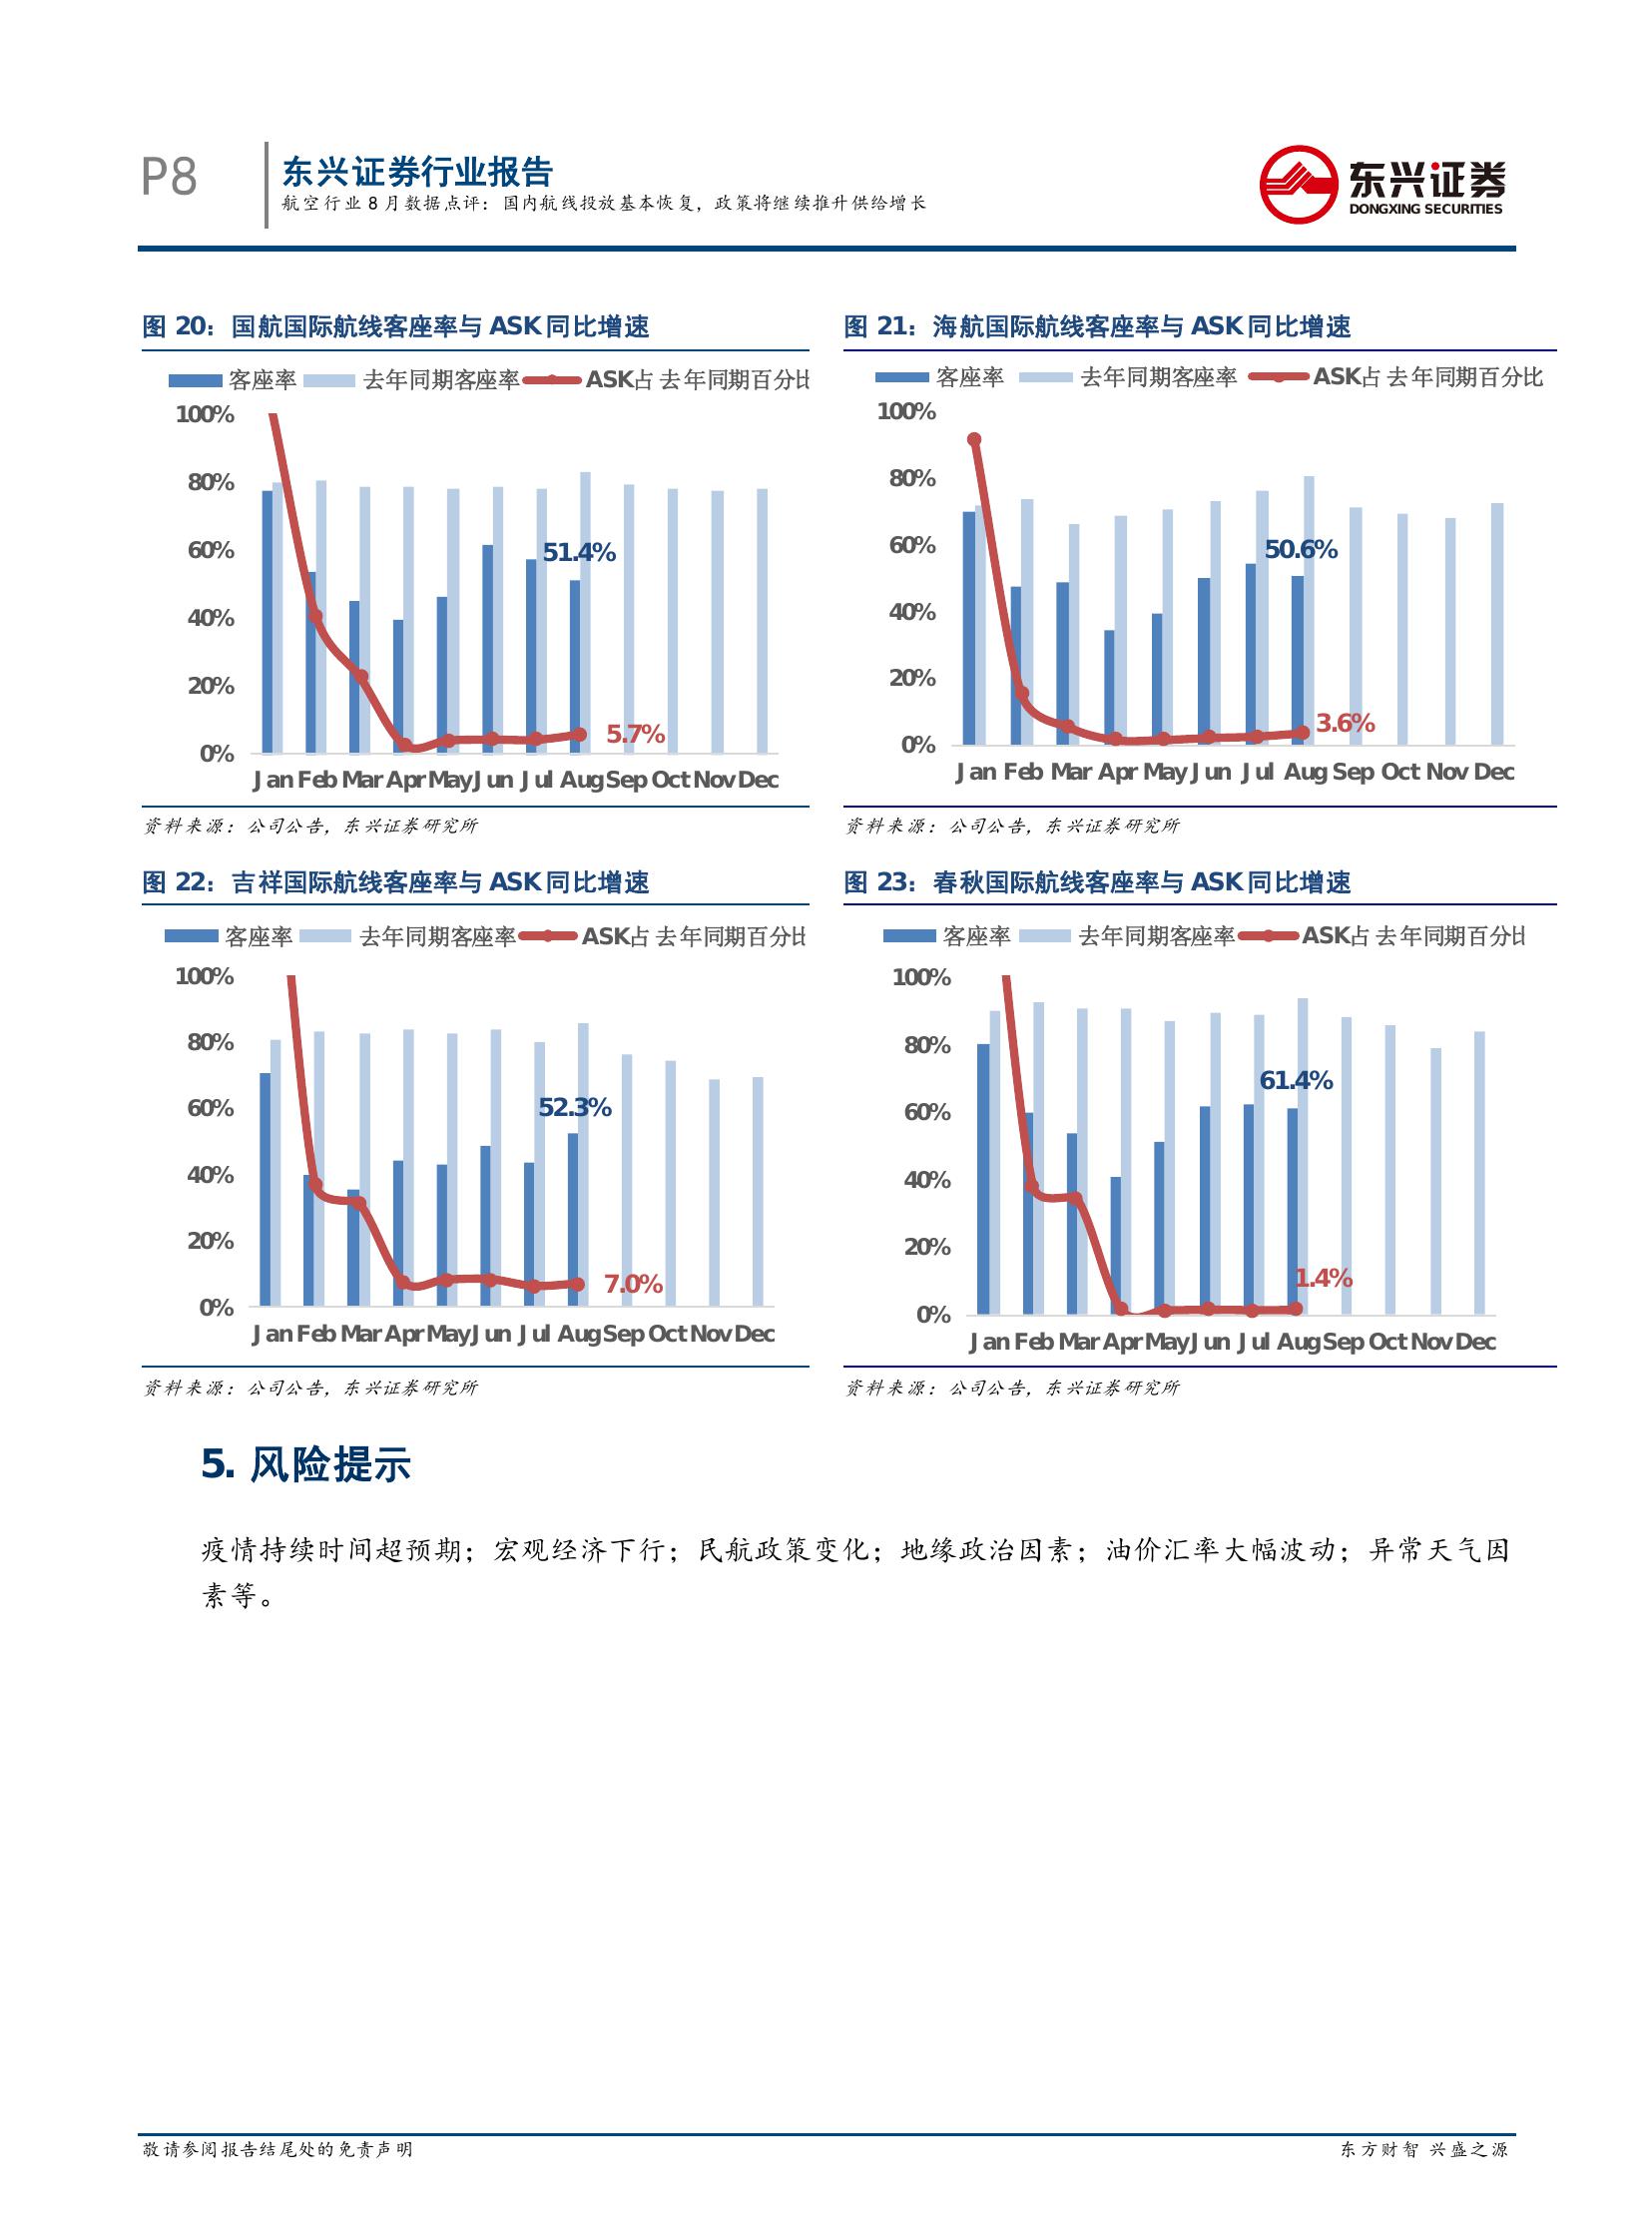 P8
东兴证券行业报告
航空行业 8 月数据点评：国内航线投放基本恢复，政策将继续推升供给增长
东兴证券
DONGXING SECURITIES
图 20：国航国际航线客座率与 ASK 同比增速
客座率 去年同期客座率 ASK占去年同期百分比
100%
80%
60%
40%
20%
0%
51.4%
5.7%
Jan Feb Mar Apr May Jun Jul Aug Sep Oct Nov Dec
资料来源：公司公告，东兴证券研究所
图 21：海航国际航线客座率与 ASK 同比增速
客座率 去年同期客座率 ASK占去年同期百分比
100%
80%
60%
40%
20%
0%
50.6%
3.6%
Jan Feb Mar Apr May Jun Jul Aug Sep Oct Nov Dec
资料来源：公司公告，东兴证券研究所
图 22：吉祥国际航线客座率与 ASK 同比增速
客座率 去年同期客座率 ASK占去年同期百分比
100%
80%
60%
40%
20%
0%
52.3%
7.0%
Jan Feb Mar Apr May Jun Jul Aug Sep Oct Nov Dec
资料来源：公司公告，东兴证券研究所
图 23：春秋国际航线客座率与 ASK 同比增速
客座率 去年同期客座率 ASK占去年同期百分比
100%
80%
60%
40%
20%
0%
61.4%
1.4%
Jan Feb Mar Apr May Jun Jul Aug Sep Oct Nov Dec
资料来源：公司公告，东兴证券研究所
5. 风险提示
疫情持续时间超预期；宏观经济下行；民航政策变化；地缘政治因素；油价汇率大幅波动；异常天气因
素等。
敬请参阅报告结尾处的免责声明
东方财智 兴盛之源